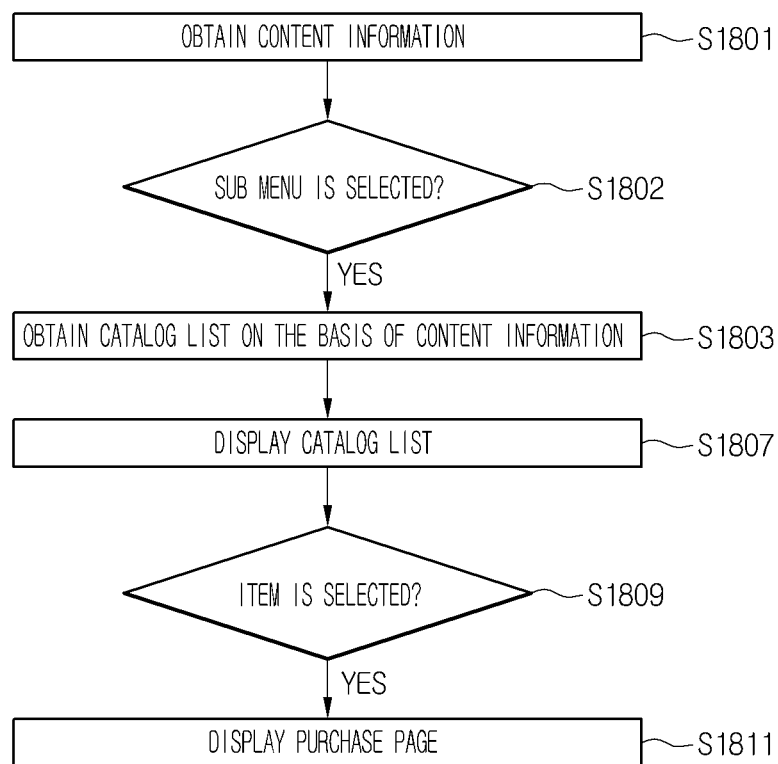 OBTAIN CONTENT INFORMATION S1801
SUB MENU IS SELECTED? S1802
YES
OBTAIN CATALOG LIST ON THE BASIS OF CONTENT INFORMATION S1803
DISPLAY CATALOG LIST S1807
ITEM IS SELECTED? S1809
YES
DISPLAY PURCHASE PAGE S1811